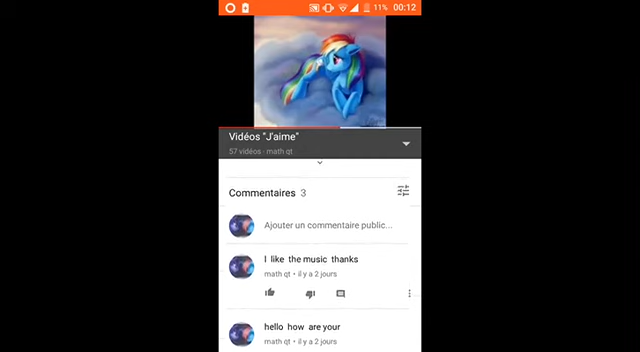 11% 00:12
Vidéos "J'aime"
57 vidéos · math qt
Commentaires 3
Ajouter un commentaire public...
I like the music thanks
math qt • il y a 2 jours
hello how are your
math qt • il y a 2 jours